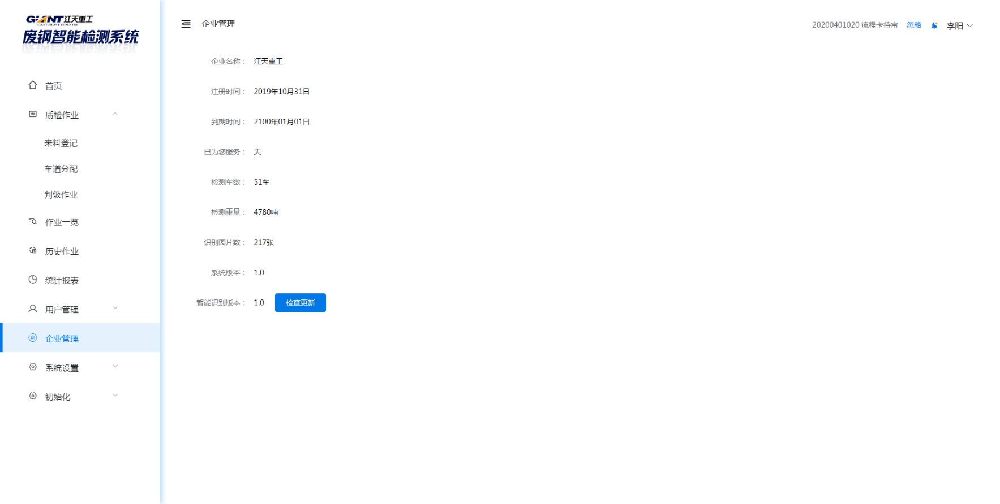 GIANT江天重工
GIANT HEAVY INDUSTRY
废钢智能检测系统
首页
质检作业
来料登记
车道分配
判级作业
作业一览
历史作业
统计报表
用户管理
企业管理
系统设置
初始化
企业管理
20200401020 流程卡待审 忽略 李阳
企业名称： 江天重工
注册时间： 2019年10月31日
到期时间： 2100年01月01日
已为您服务： 天
检测车数： 51车
检测重量： 4780吨
识别图片数： 217张
系统版本： 1.0
智能识别版本： 1.0 检查更新